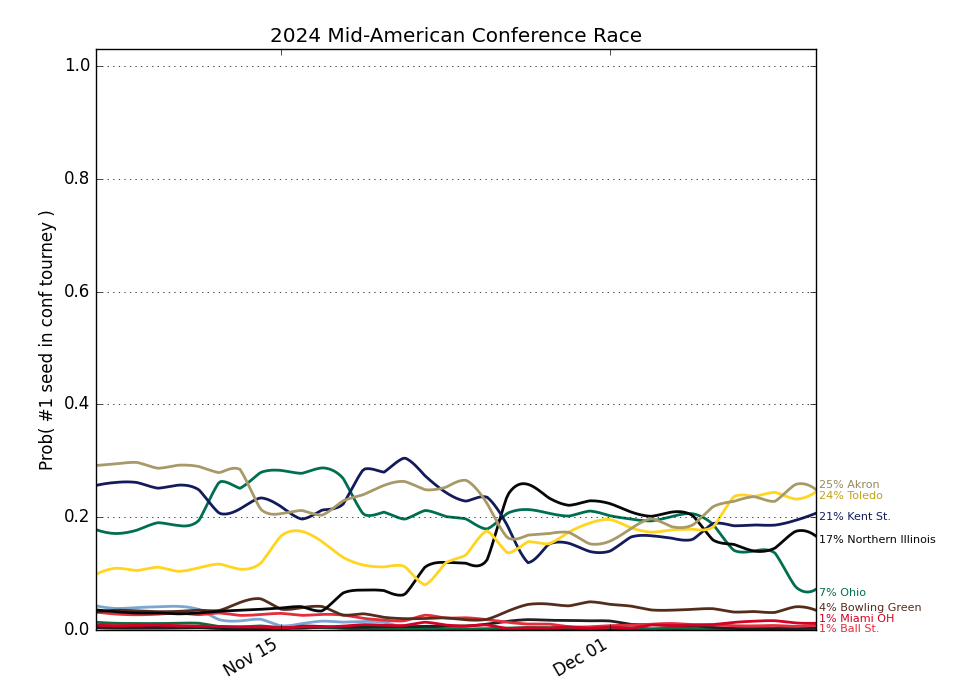 2024 Mid-American Conference Race
Prob( #1 seed in conf tourney )
1.0
0.8
0.6
0.4
0.2
0.0
Nov 15
Dec 01
25% Akron
24% Toledo
21% Kent St.
17% Northern Illinois
7% Ohio
4% Bowling Green
1% Miami OH
1% Ball St.